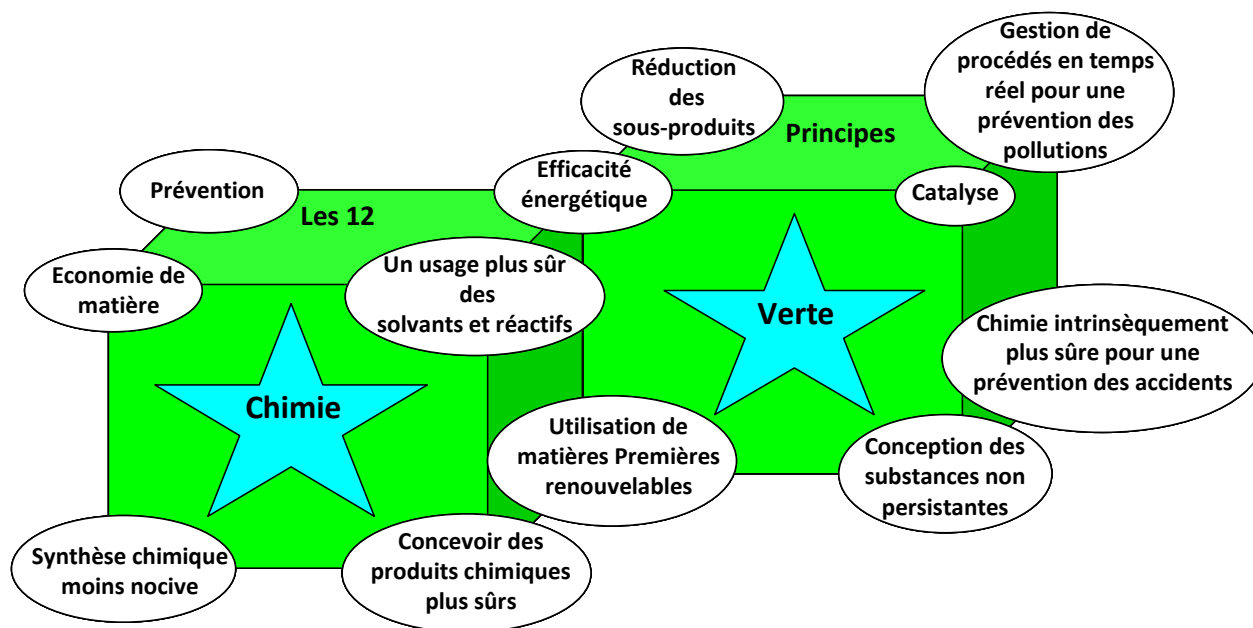 Gestion de
procédés en temps
réel pour une
prévention des
pollutions
Réduction
des
sous-produits
Principes
Efficacité
énergétique
Catalyse
Prévention
Les 12
Economie de
matière
Un usage plus sûr
des
solvants et réactifs
Verte
Chimie intrinsèquement
plus sûre pour une
prévention des accidents
Chimie
Utilisation de
matières Premières
renouvelables
Conception des
substances non
persistantes
Synthèse chimique
moins nocive
Concevoir des
produits chimiques
plus sûrs